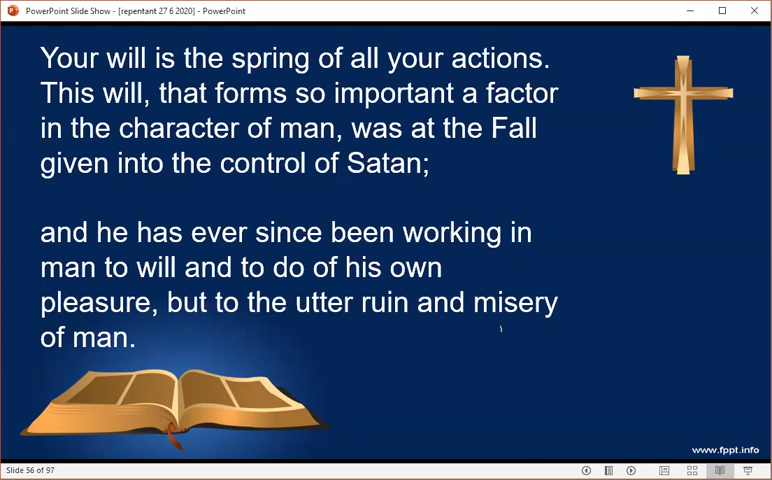 PowerPoint Slide Show - [repentant 27 6 2020] - PowerPoint
Your will is the spring of all your actions.
This will, that forms so important a factor
in the character of man, was at the Fall
given into the control of Satan;
and he has ever since been working in
man to will and to do of his own
pleasure, but to the utter ruin and misery
of man.
www.fppt.info
Slide 56 of 97